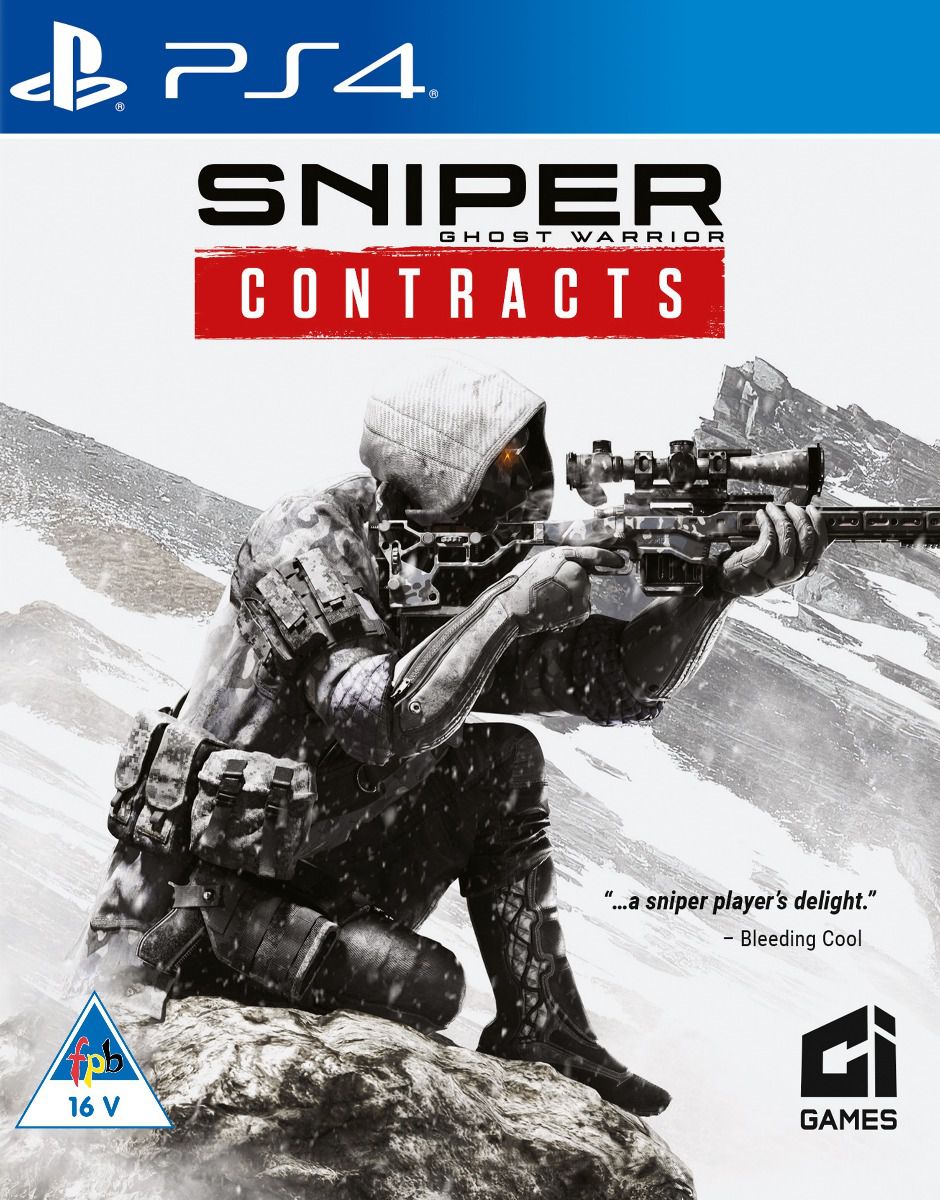 PS4
SNIPER
GHOST WARRIOR
CONTRACTS
“...a sniper player’s delight.”
– Bleeding Cool
fpb
16 V
CI
GAMES